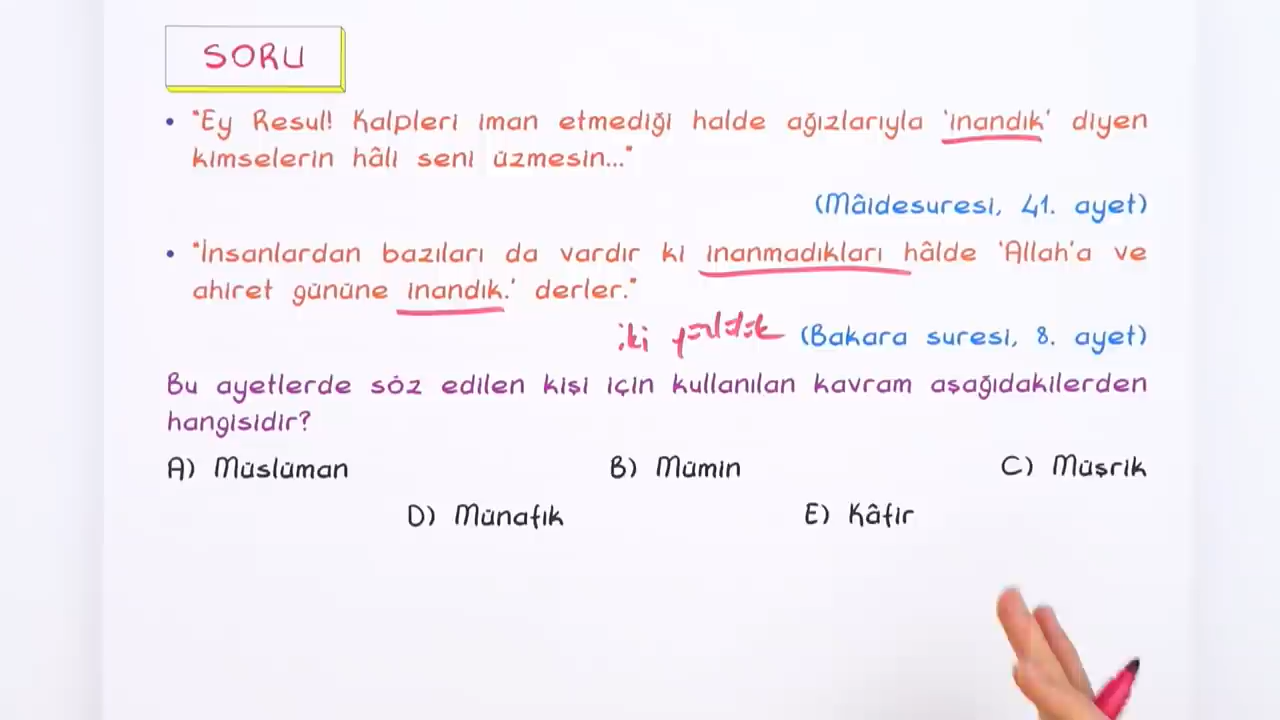 SORU
• "Ey Resul! Kalpleri iman etmediği halde ağızlarıyla 'inandık' diyen
kimselerin hâli seni üzmesin..."
(Mâidesuresi, 41. ayet)
• "İnsanlardan bazıları da vardır ki inanmadıkları hâlde 'Allah'a ve
ahiret gününe inandık.' derler."
iki yüzlülük (Bakara suresi, 8. ayet)
Bu ayetlerde söz edilen kişi için kullanılan kavram aşağıdakilerden
hangisidir?
A) Müslüman B) Mümin C) Müşrik
D) Münafık E) Kâfir